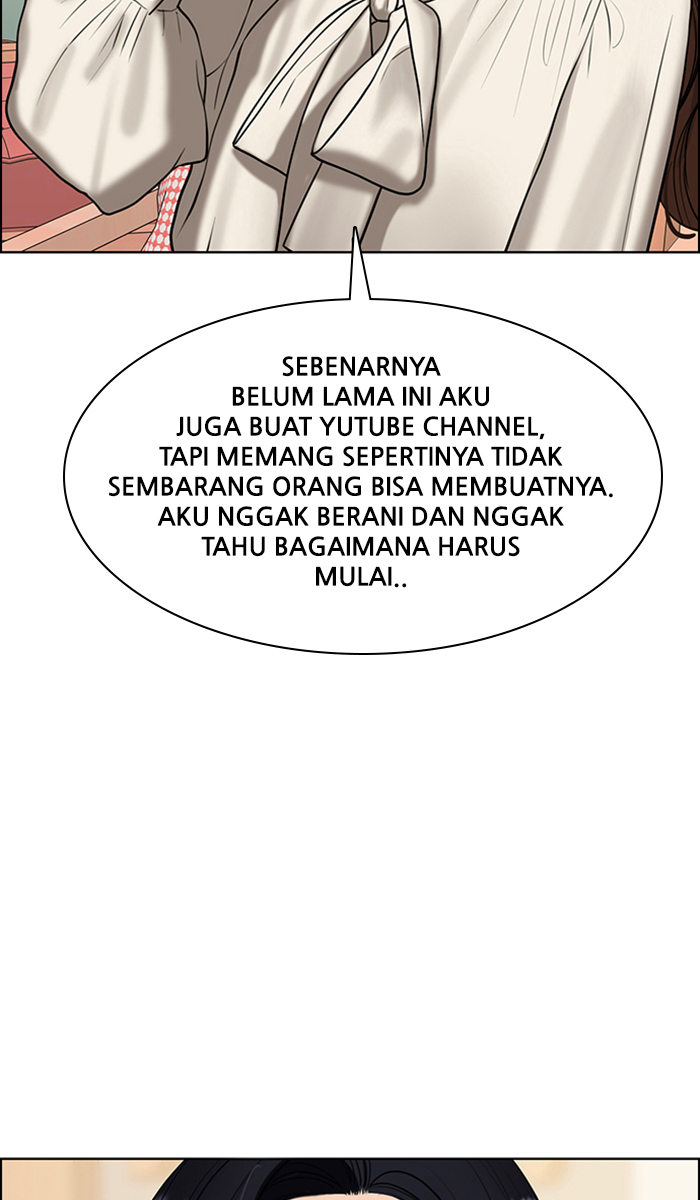 SEBENARNYA
BELUM LAMA INI AKU
JUGA BUAT YUTUBE CHANNEL,
TAPI MEMANG SEPERTINYA TIDAK
SEMBARANG ORANG BISA MEMBUATNYA.
AKU NGGAK BERANI DAN NGGAK
TAHU BAGAIMANA HARUS
MULAI..